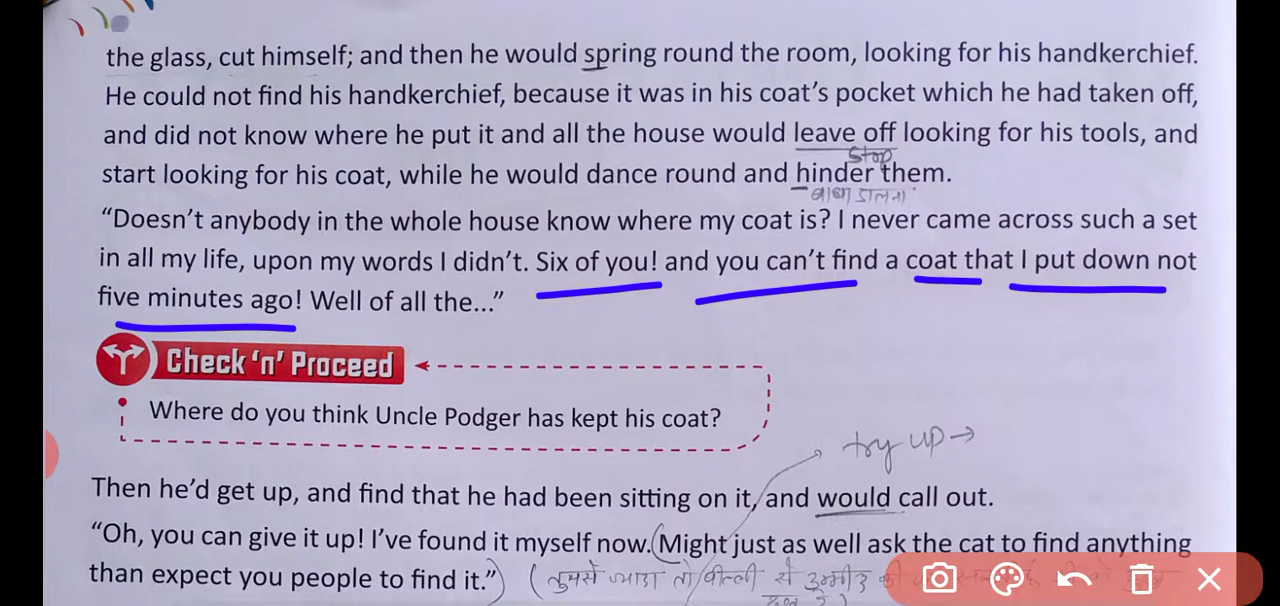 the glass, cut himself; and then he would spring round the room, looking for his handkerchief.
He could not find his handkerchief, because it was in his coat's pocket which he had taken off,
and did not know where he put it and all the house would leave off looking for his tools, and
stop
start looking for his coat, while he would dance round and hinder them.
बाधा डालना
“Doesn't anybody in the whole house know where my coat is? I never came across such a set
in all my life, upon my words I didn't. Six of you! and you can't find a coat that I put down not
five minutes ago! Well of all the...”
Check 'n' Proceed
Where do you think Uncle Podger has kept his coat?
try up→
Then he'd get up, and find that he had been sitting on it, and would call out.
“Oh, you can give it up! I've found it myself now. (Might just as well ask the cat to find anything
than expect you people to find it.”) (तुमसे ज्यादा तो बील्ली से उम्मीद